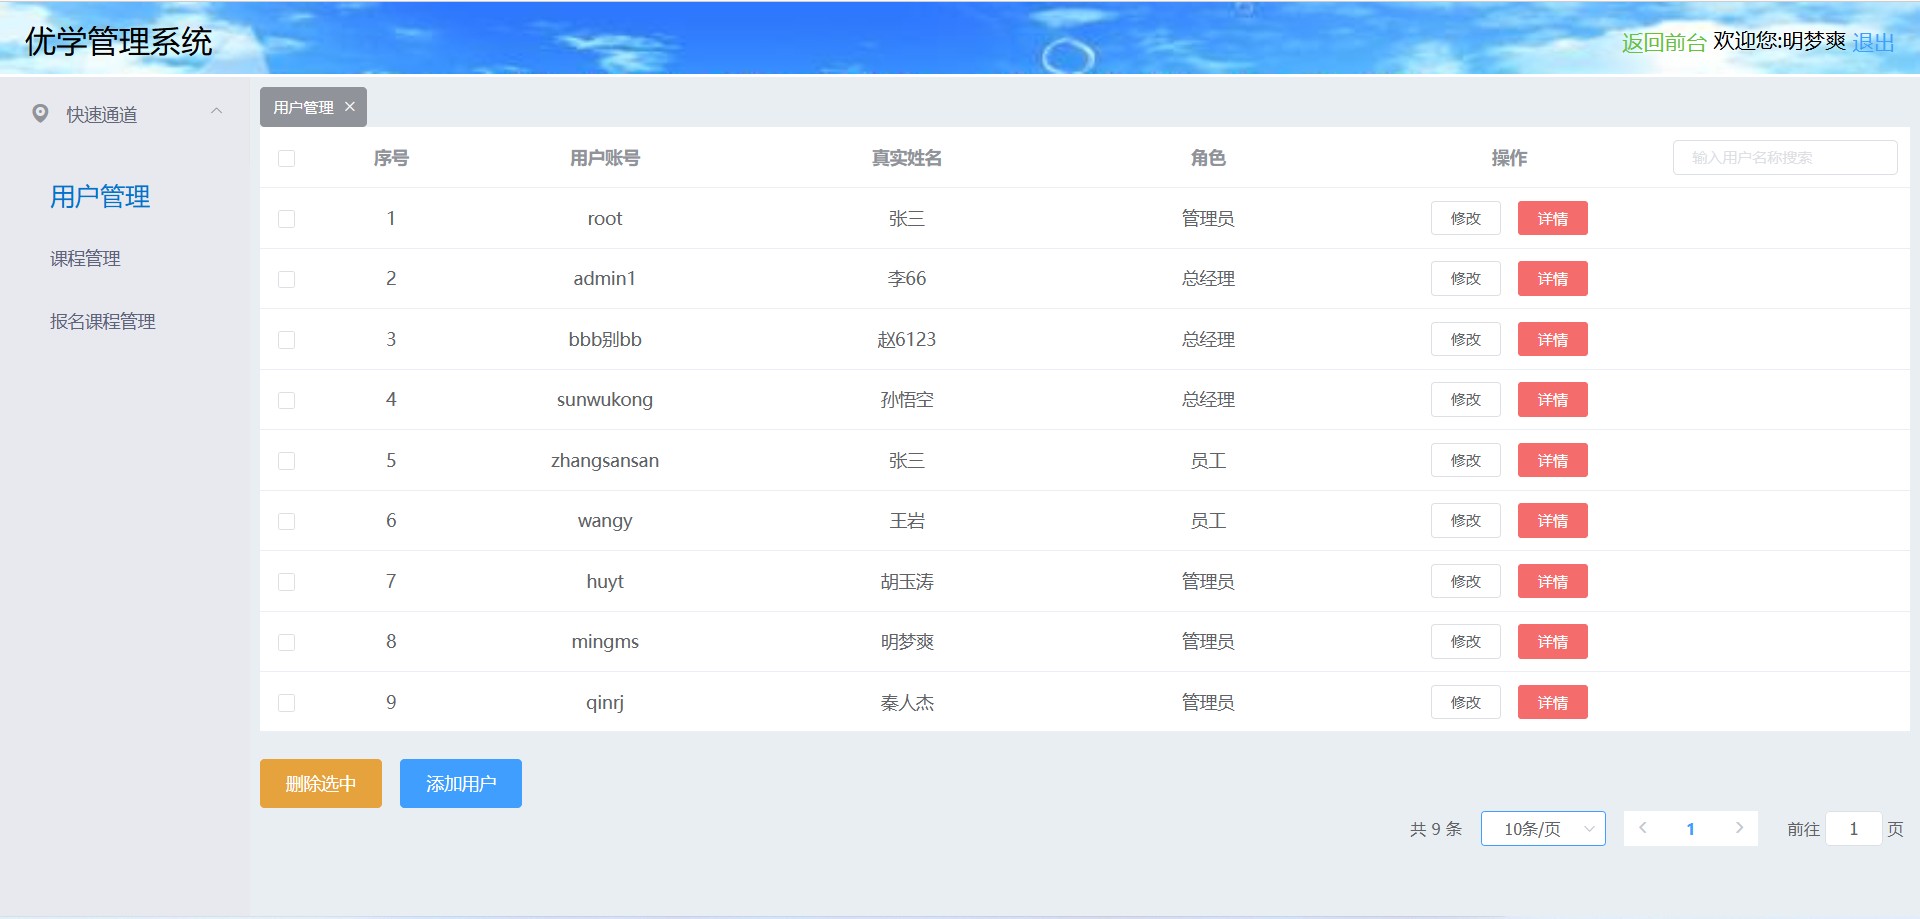 优学管理系统
返回前台 欢迎您:明梦爽 退出
快速通道
用户管理
课程管理
报名课程管理
用户管理
序号 用户账号 真实姓名 角色 操作 输入用户名称搜索
1 root 张三 管理员 修改 详情
2 admin1 李66 总经理 修改 详情
3 bbb别bb 赵6123 总经理 修改 详情
4 sunwukong 孙悟空 总经理 修改 详情
5 zhangsansan 张三 员工 修改 详情
6 wangy 王岩 员工 修改 详情
7 huyt 胡玉涛 管理员 修改 详情
8 mingms 明梦爽 管理员 修改 详情
9 qinrj 秦人杰 管理员 修改 详情
删除选中 添加用户
共 9 条 10条/页 1 前往 1 页